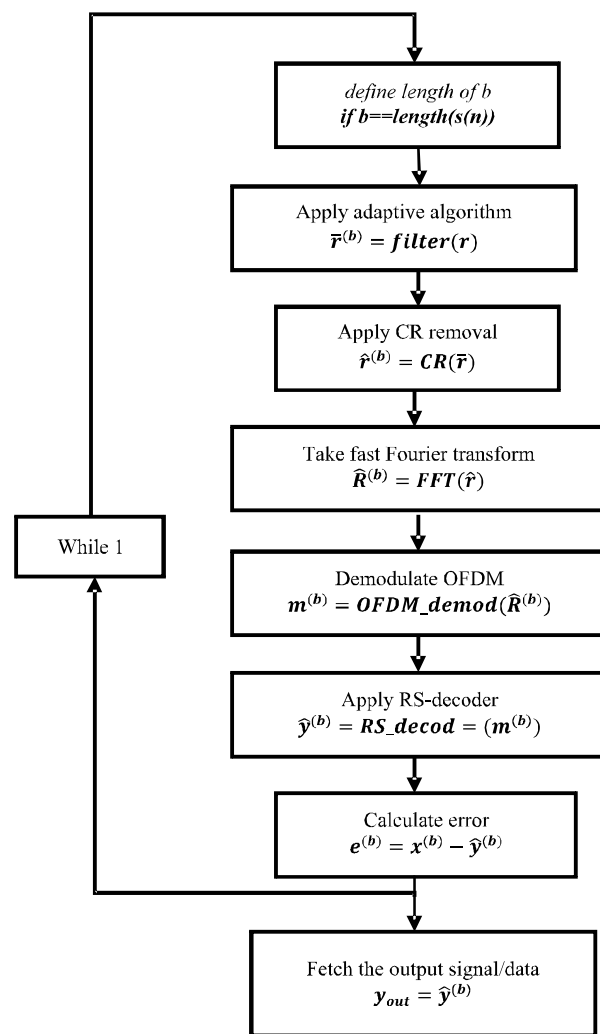 define length of b
if b==length(s(n))
Apply adaptive algorithm
r̅⁽ᵇ⁾ = filter(r)
Apply CR removal
r̂⁽ᵇ⁾ = CR(r̅)
Take fast Fourier transform
R̂⁽ᵇ⁾ = FFT(r̂)
While 1
Demodulate OFDM
m⁽ᵇ⁾ = OFDM_demod(R̂⁽ᵇ⁾)
Apply RS-decoder
ŷ⁽ᵇ⁾ = RS_decod = (m⁽ᵇ⁾)
Calculate error
e⁽ᵇ⁾ = x⁽ᵇ⁾ − ŷ⁽ᵇ⁾
Fetch the output signal/data
yₒᵤₜ = ŷ⁽ᵇ⁾